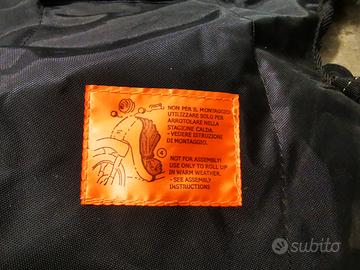 NON PER IL MONTAGGIO!
UTILIZZARE SOLO PER
ARROTOLARE NELLA
STAGIONE CALDA.
- VEDERE ISTRUZIONI
DI MONTAGGIO.
4
NOT FOR ASSEMBLY!
USE ONLY TO ROLL UP
IN WARM WEATHER.
- SEE ASSEMBLY
INSTRUCTIONS
subito